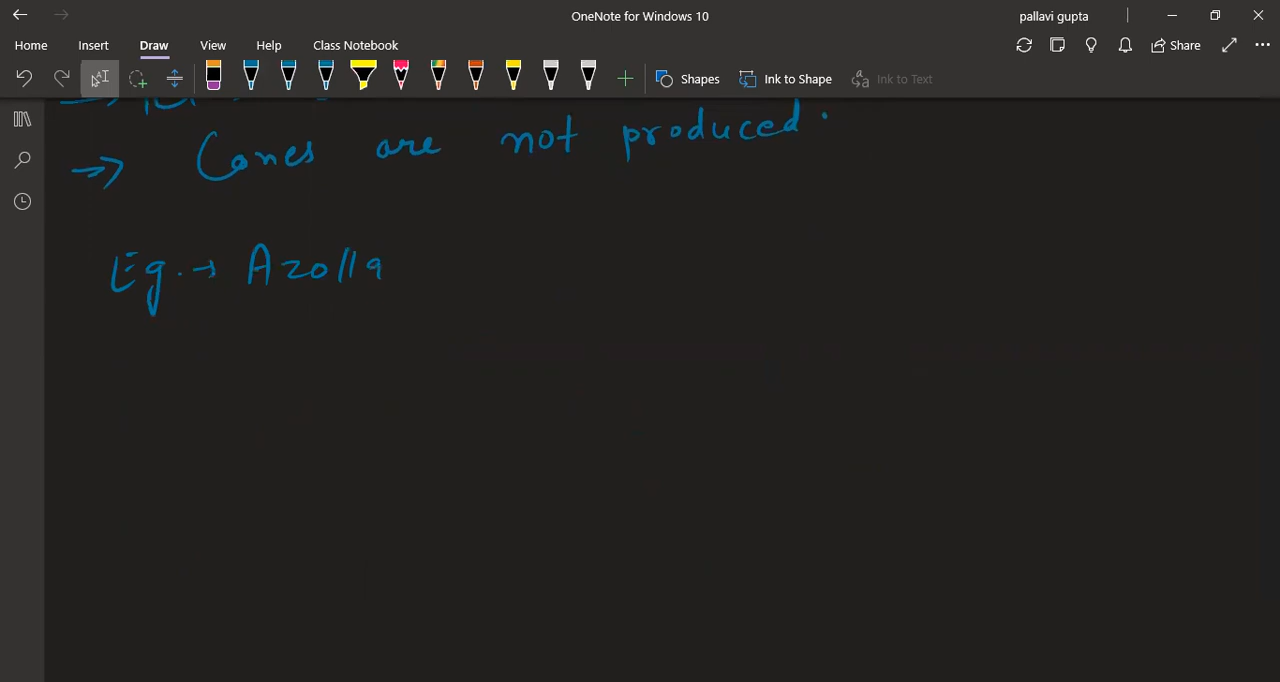 OneNote for Windows 10
pallavi gupta
Home Insert Draw View Help Class Notebook
Share
Shapes Ink to Shape Ink to Text
→ Cones are not produced.
Eg. → Azolla